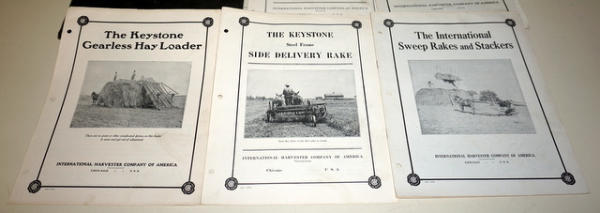 INTERNATIONAL HARVESTER COMPANY OF AMERICA
The Keystone
Gearless Hay Loader
INTERNATIONAL HARVESTER COMPANY OF AMERICA
CHICAGO U S A
THE KEYSTONE
Steel Frame
SIDE DELIVERY RAKE
INTERNATIONAL HARVESTER COMPANY OF AMERICA
Chicago U. S. A.
The International
Sweep Rakes and Stackers
INTERNATIONAL HARVESTER COMPANY OF AMERICA
CHICAGO U S A